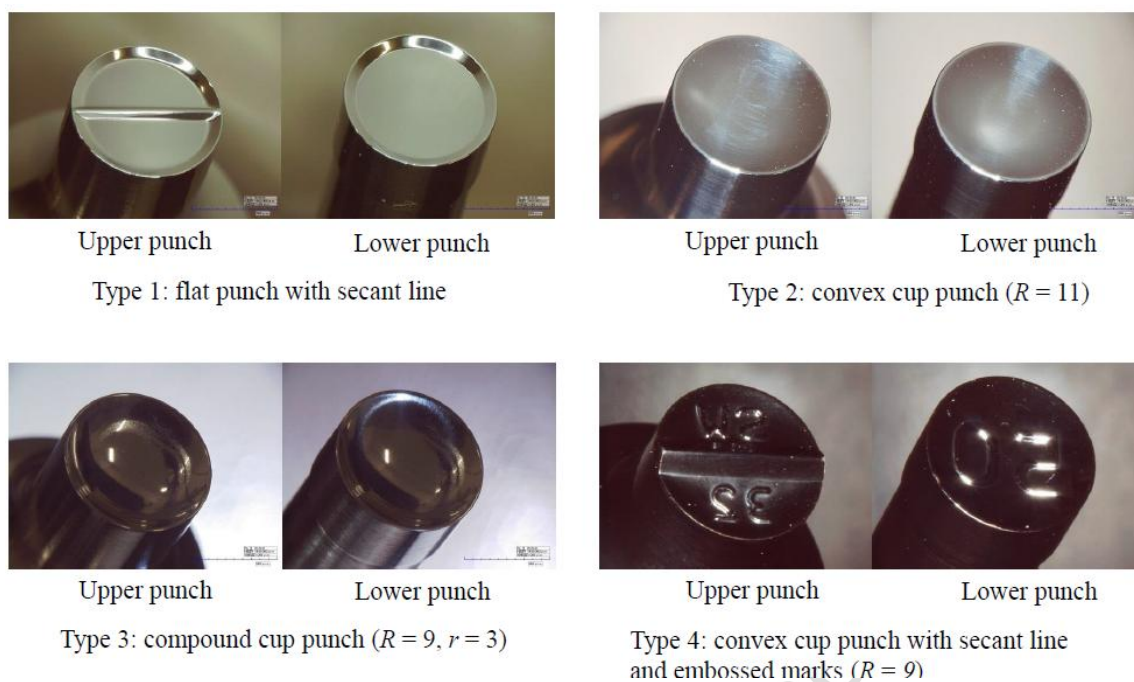 Upper punch
Lower punch
Type 1: flat punch with secant line
Upper punch
Lower punch
Type 2: convex cup punch (R = 11)
Upper punch
Lower punch
Type 3: compound cup punch (R = 9, r = 3)
Upper punch
Lower punch
Type 4: convex cup punch with secant line
and embossed marks (R = 9)